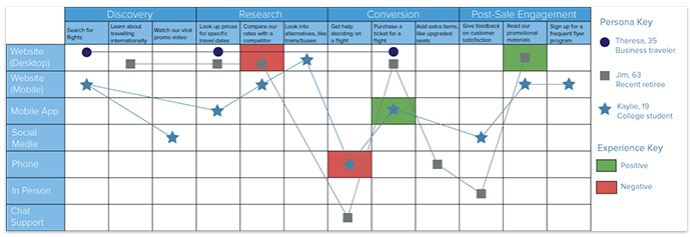 Discovery Research Conversion Post-Sale Engagement
Search for flights
Learn about traveling internationally
Watch our viral promo video
Look up prices for specific travel dates
Compare our rates with a competitor
Look into alternatives, like trains/buses
Get help deciding on a flight
Purchase a ticket for a flight
Add extra items, like upgraded seats
Give feedback on customer satisfaction
Read our promotional materials
Sign up for a frequent flyer program
Website (Desktop)
Website (Mobile)
Mobile App
Social Media
Phone
In Person
Chat Support
Persona Key
Theresa, 35
Business traveler
Jim, 63
Recent retiree
Kaylie, 19
College student
Experience Key
Positive
Negative